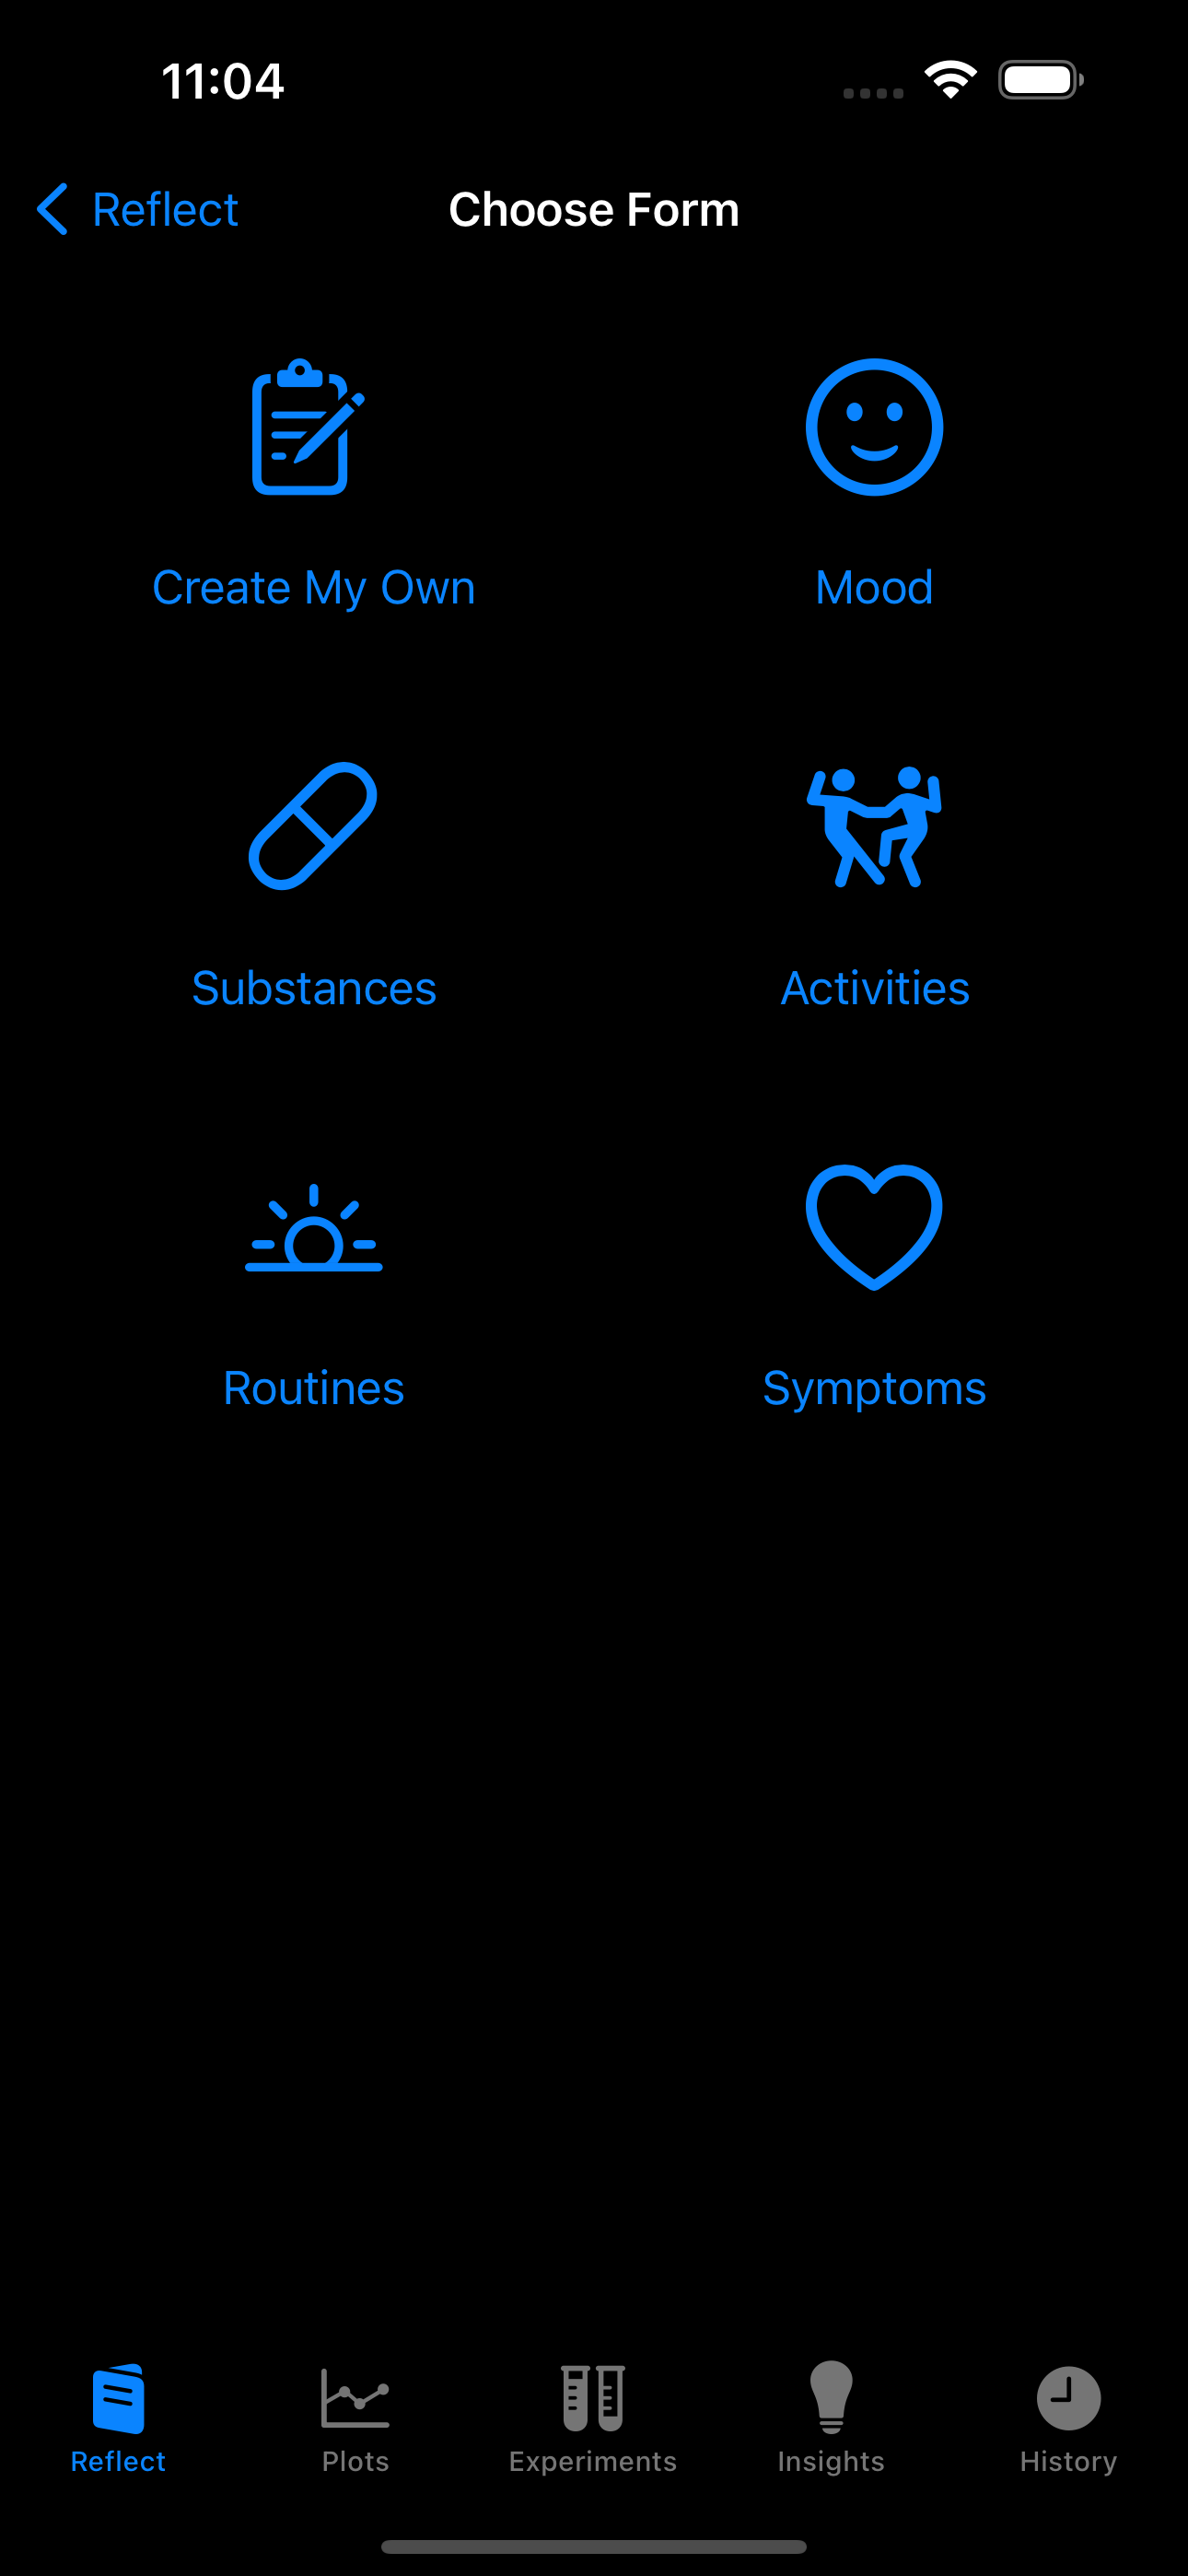 11:04
Reflect
Choose Form
Create My Own
Mood
Substances
Activities
Routines
Symptoms
Reflect
Plots
Experiments
Insights
History